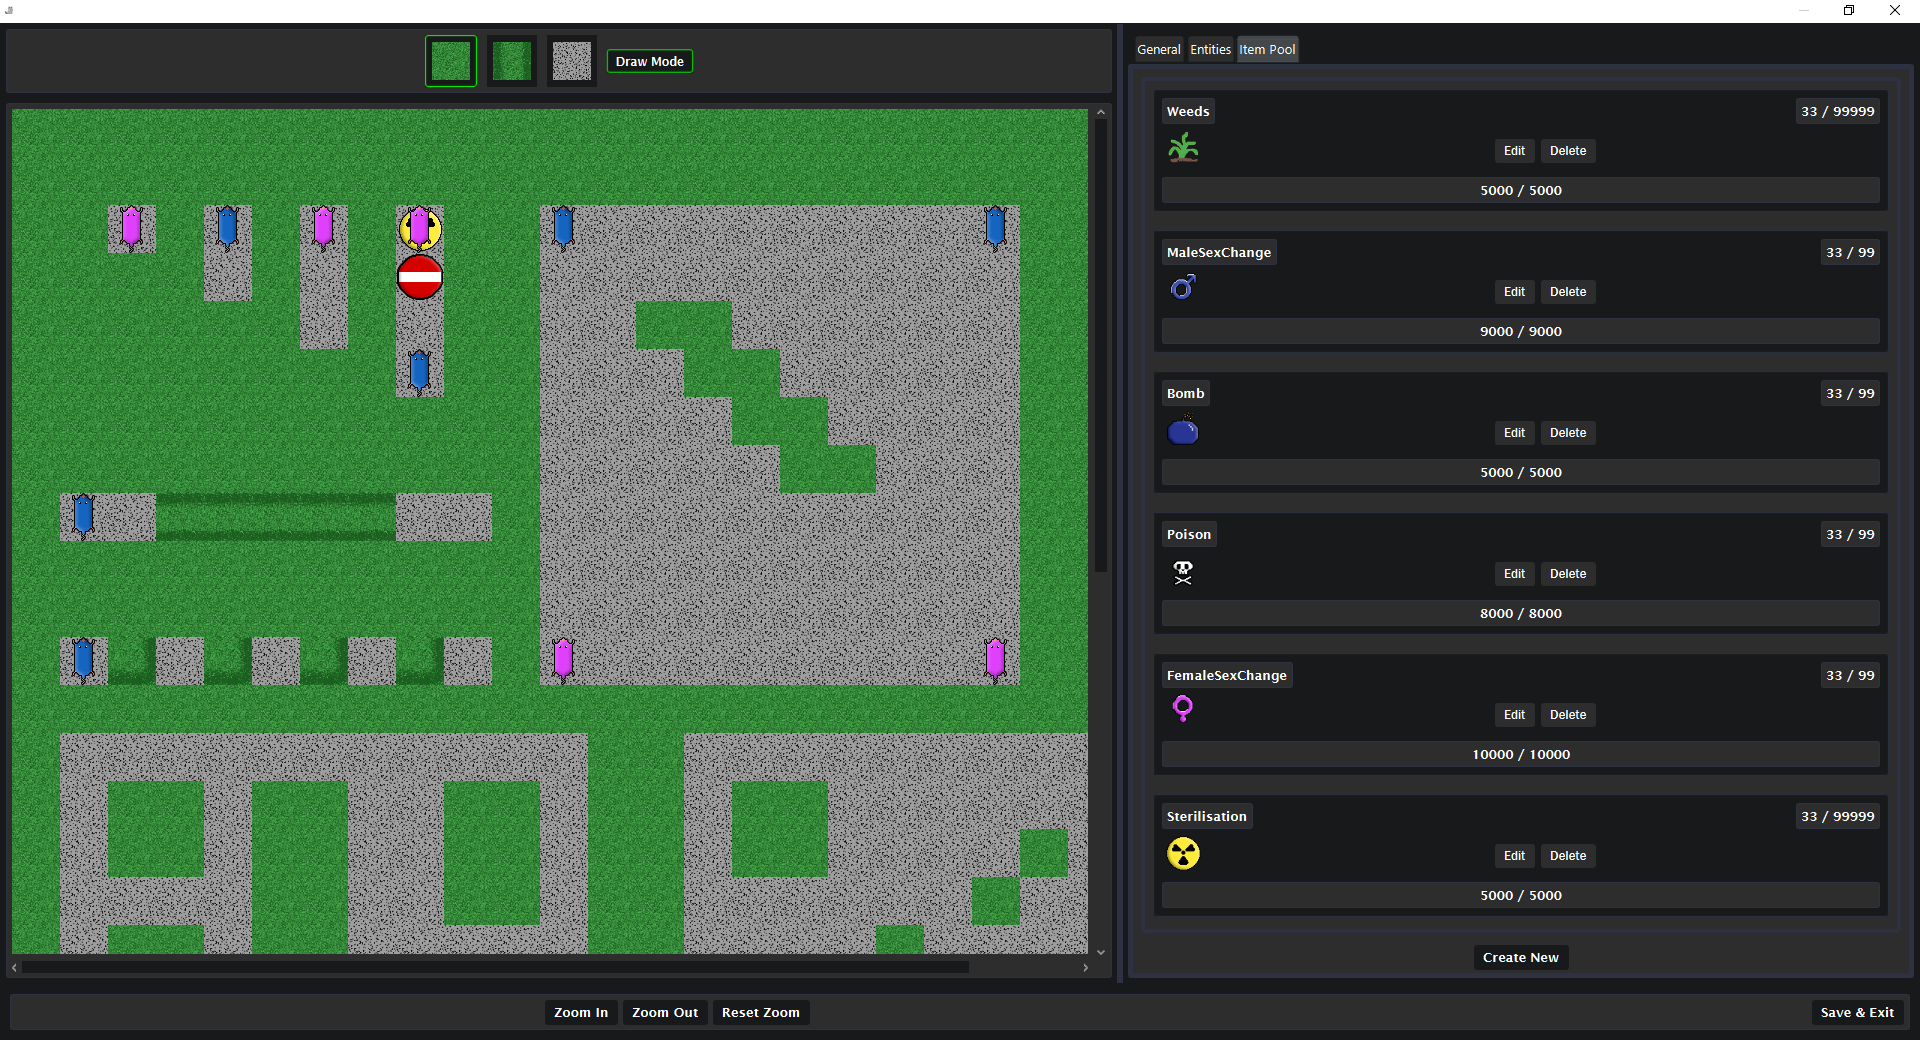 Draw Mode
General Entities Item Pool
Weeds 33 / 99999
Edit Delete
5000 / 5000
MaleSexChange 33 / 99
Edit Delete
9000 / 9000
Bomb 33 / 99
Edit Delete
5000 / 5000
Poison 33 / 99
Edit Delete
8000 / 8000
FemaleSexChange 33 / 99
Edit Delete
10000 / 10000
Sterilisation 33 / 99999
Edit Delete
5000 / 5000
Create New
Zoom In Zoom Out Reset Zoom Save & Exit